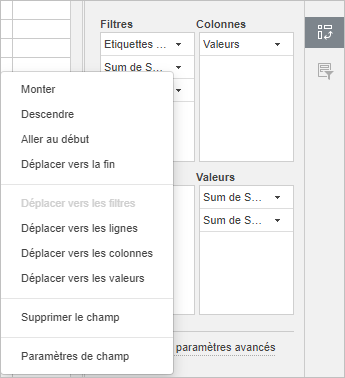 Filtres
Colonnes
Etiquettes ...
Valeurs
Sum de S...
Monter
Descendre
Aller au début
Déplacer vers la fin
Déplacer vers les filtres
Déplacer vers les lignes
Déplacer vers les colonnes
Déplacer vers les valeurs
Supprimer le champ
Paramètres de champ
Valeurs
Sum de S...
Sum de S...
paramètres avancés